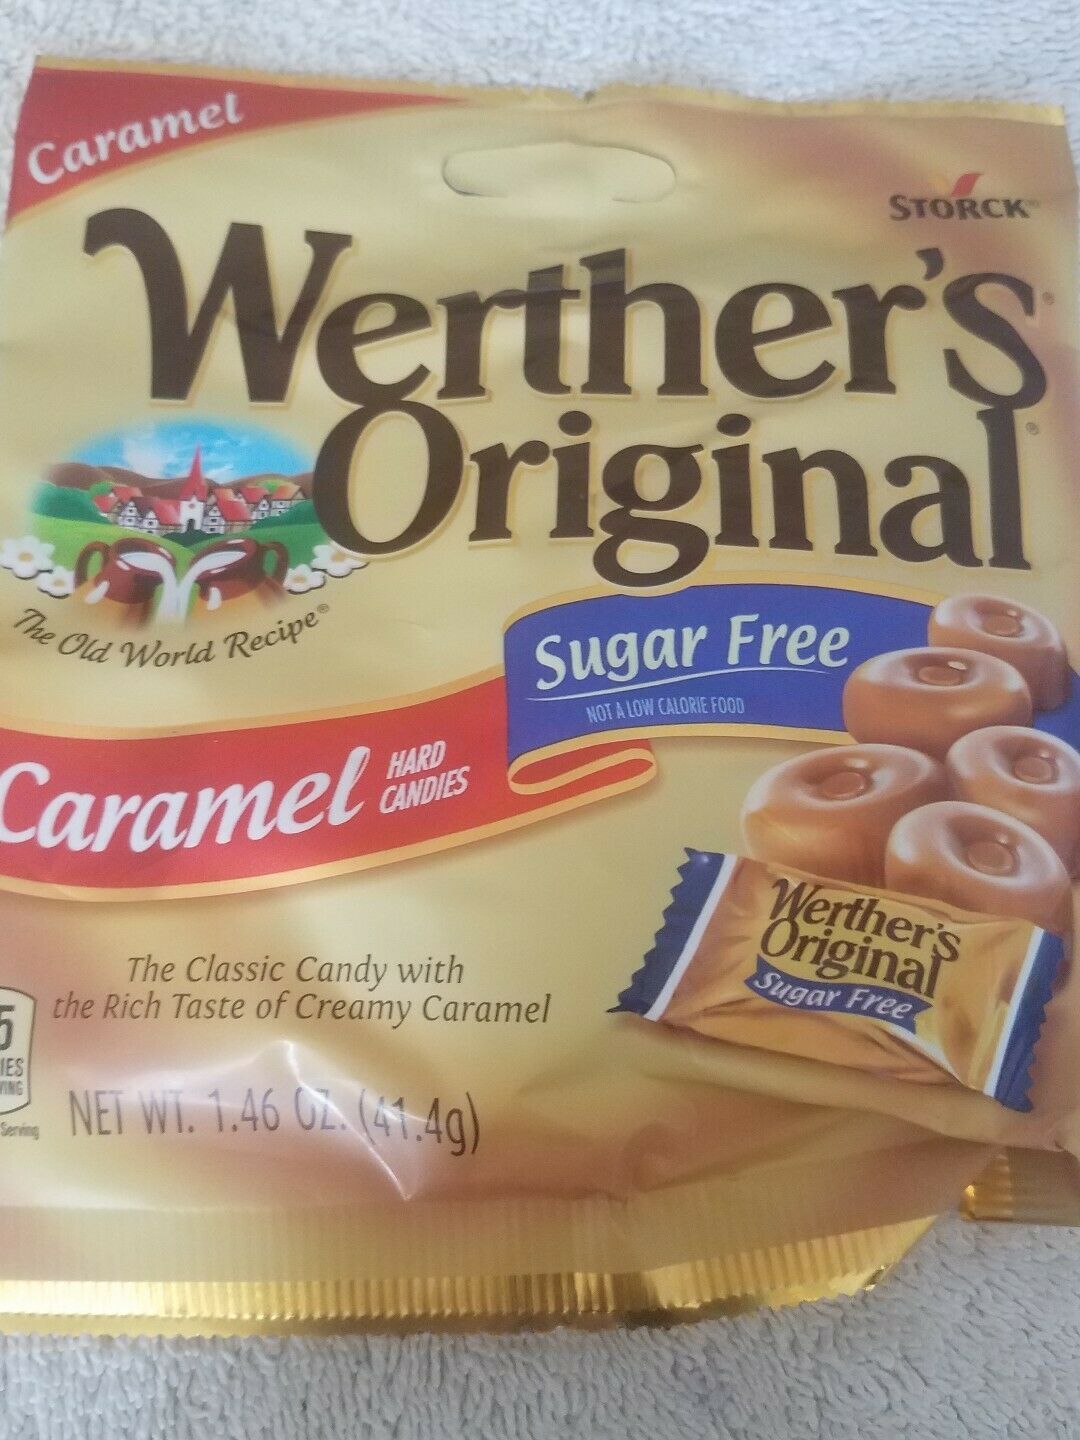 Caramel
STORCK®
Werther's®
Original®
The Old World Recipe®
Sugar Free
NOT A LOW CALORIE FOOD
Caramel HARD
CANDIES
Werther's
Original
Sugar Free
The Classic Candy with
the Rich Taste of Creamy Caramel
Serving
NET WT. 1.46 OZ. (41.4g)